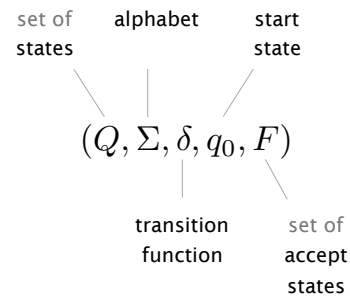 set of alphabet start
states state
(Q, Σ, δ, q₀, F)
transition set of
function accept
states